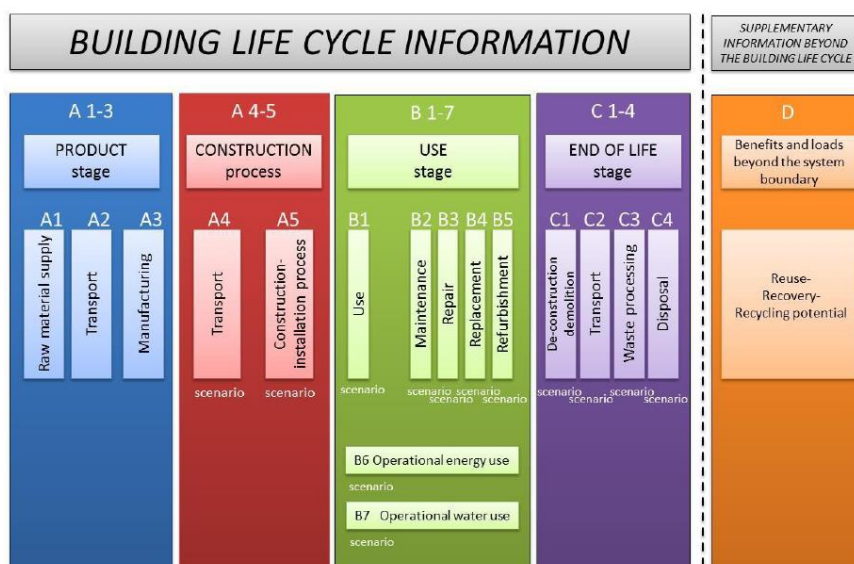 BUILDING LIFE CYCLE INFORMATION
SUPPLEMENTARY
INFORMATION BEYOND
THE BUILDING LIFE CYCLE
A 1-3
PRODUCT
stage
A1
A2
A3
Raw material supply
Transport
Manufacturing
A 4-5
CONSTRUCTION
process
A4
A5
Transport
Construction-
installation process
scenario
scenario
B 1-7
USE
stage
B1
B2
B3
B4
B5
Use
Maintenance
Repair
Replacement
Refurbishment
scenario
scenario
scenario
scenario
scenario
B6 Operational energy use
scenario
B7 Operational water use
scenario
C 1-4
END OF LIFE
stage
C1
C2
C3
C4
De-construction
demolition
Transport
Waste processing
Disposal
scenario
scenario
scenario
scenario
D
Benefits and loads
beyond the system
boundary
Reuse-
Recovery-
Recycling potential